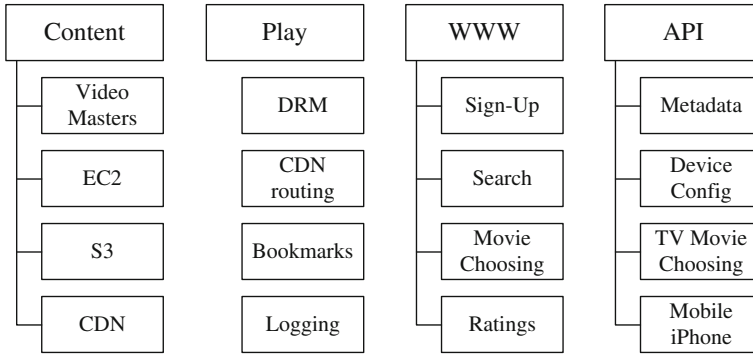 Content
Video
Masters
EC2
S3
CDN
Play
DRM
CDN
routing
Bookmarks
Logging
WWW
Sign-Up
Search
Movie
Choosing
Ratings
API
Metadata
Device
Config
TV Movie
Choosing
Mobile
iPhone